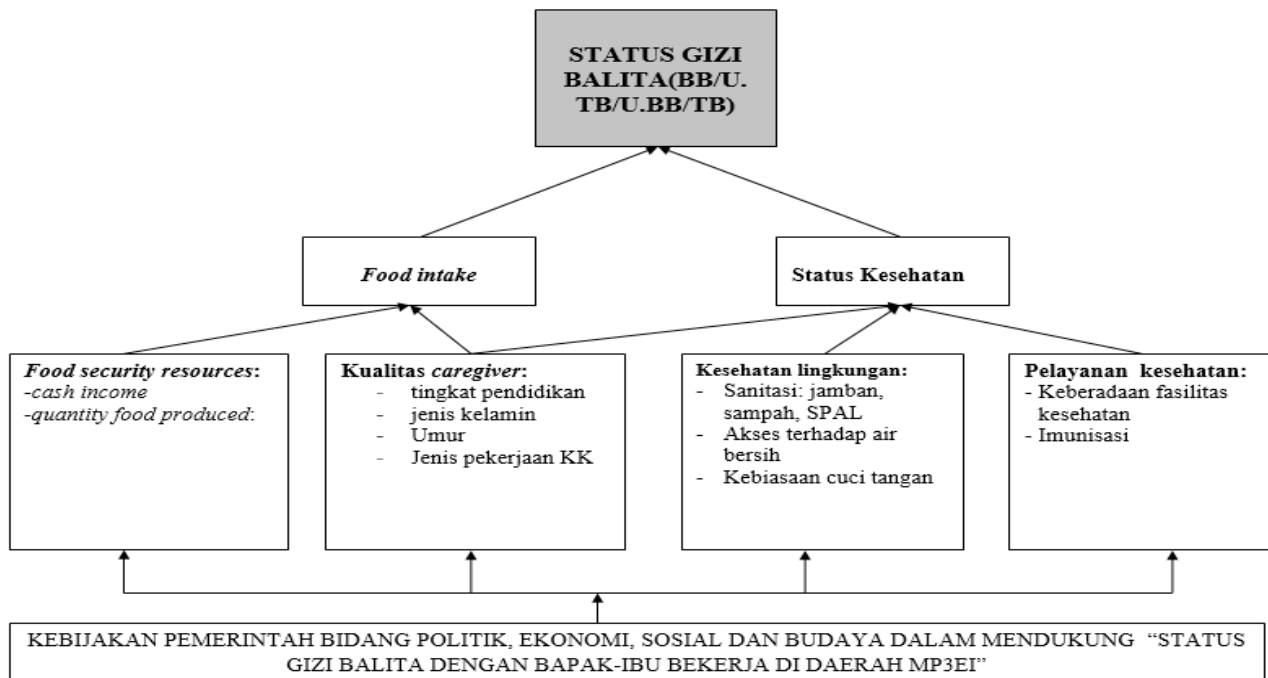 STATUS GIZI
BALITA(BB/U.
TB/U.BB/TB)
Food intake
Status Kesehatan
Food security resources:
-cash income
-quantity food produced:
Kualitas caregiver:
- tingkat pendidikan
- jenis kelamin
- Umur
- Jenis pekerjaan KK
Kesehatan lingkungan:
- Sanitasi: jamban,
sampah, SPAL
- Akses terhadap air
bersih
- Kebiasaan cuci tangan
Pelayanan kesehatan:
- Keberadaan fasilitas
kesehatan
- Imunisasi
KEBIJAKAN PEMERINTAH BIDANG POLITIK, EKONOMI, SOSIAL DAN BUDAYA DALAM MENDUKUNG “STATUS
GIZI BALITA DENGAN BAPAK-IBU BEKERJA DI DAERAH MP3EI”